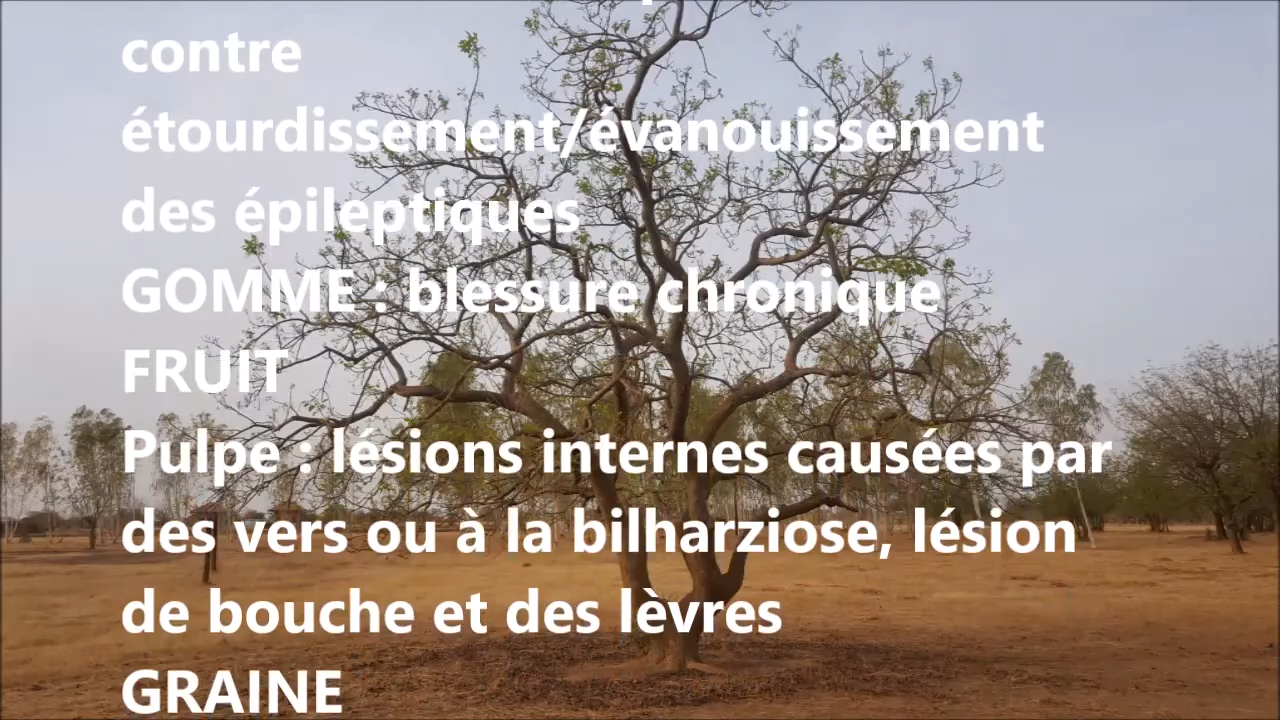 contre
étourdissement/évanouissement
des épileptiques
GOMME : blessure chronique
FRUIT
Pulpe : lésions internes causées par
des vers ou à la bilharziose, lésion
de bouche et des lèvres
GRAINE